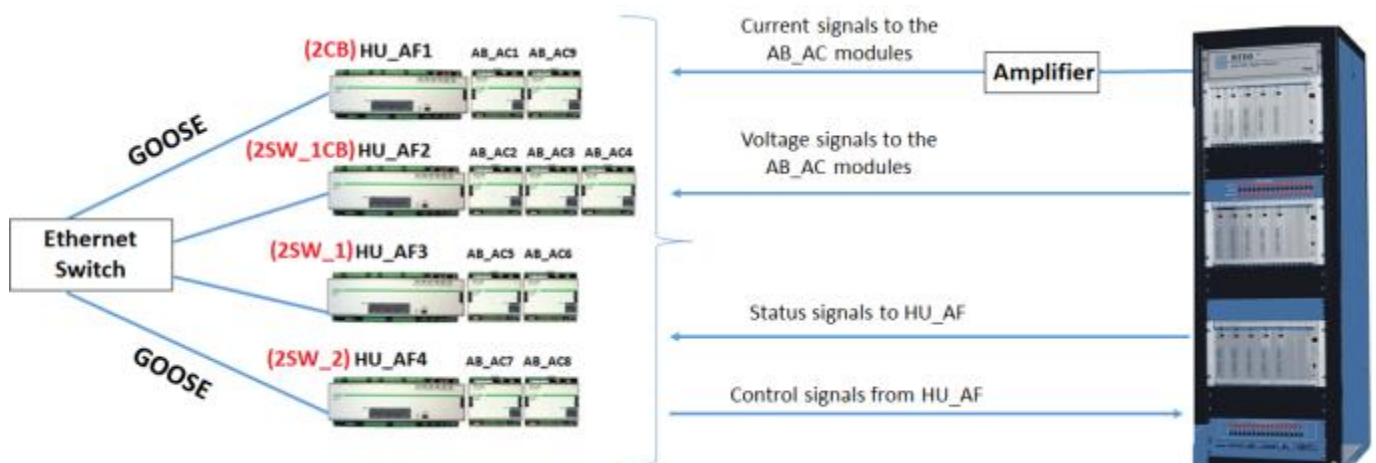 (2CB) HU_AF1
AB_AC1 AB_AC9
(2SW_1CB) HU_AF2
AB_AC2 AB_AC3 AB_AC4
(2SW_1) HU_AF3
AB_AC5 AB_AC6
(2SW_2) HU_AF4
AB_AC7 AB_AC8
GOOSE
Ethernet
Switch
GOOSE
Current signals to the
AB_AC modules
Amplifier
Voltage signals to the
AB_AC modules
Status signals to HU_AF
Control signals from HU_AF